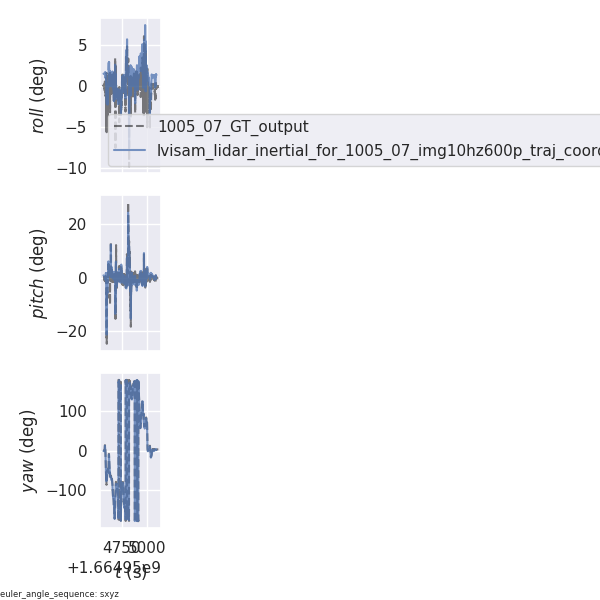 5
0
−5
−10
roll (deg)
1005_07_GT_output
lvisam_lidar_inertial_for_1005_07_img10hz600p_traj_coor
20
0
−20
pitch (deg)
100
0
−100
yaw (deg)
4750 5000
+1.66495e9
t (s)
euler_angle_sequence: sxyz